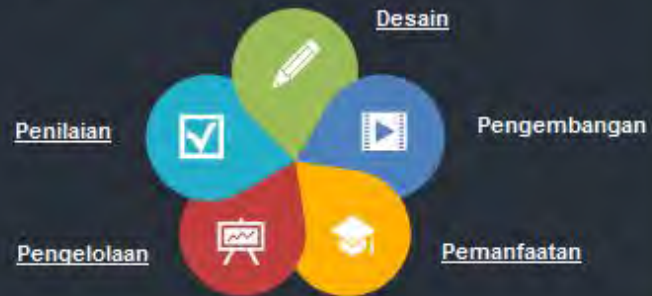 Desain
Penilaian
Pengembangan
Pengelolaan
Pemanfaatan